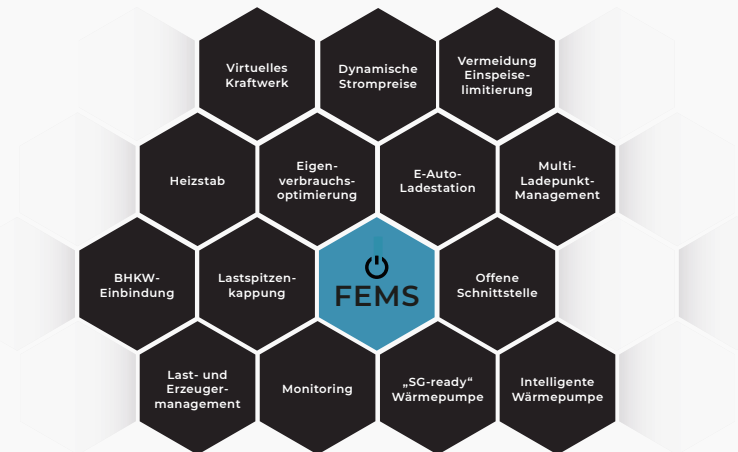 Virtuelles
Kraftwerk
Dynamische
Strompreise
Vermeidung
Einspeise-
limitierung
Heizstab
Eigen-
verbrauchs-
optimierung
E-Auto-
Ladestation
Multi-
Ladepunkt-
Management
BHKW-
Einbindung
Lastspitzen-
kappung
FEMS
Offene
Schnittstelle
Last- und
Erzeuger-
management
Monitoring
„SG-ready“
Wärmepumpe
Intelligente
Wärmepumpe